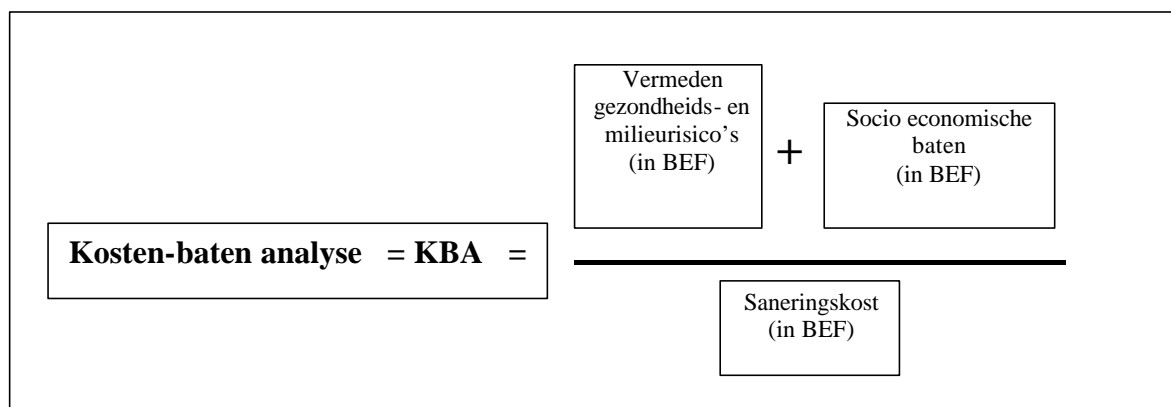 Vermeden
gezondheids- en
milieurisico's
(in BEF)
+
Socio economische
baten
(in BEF)
Kosten-baten analyse = KBA =
Saneringskost
(in BEF)